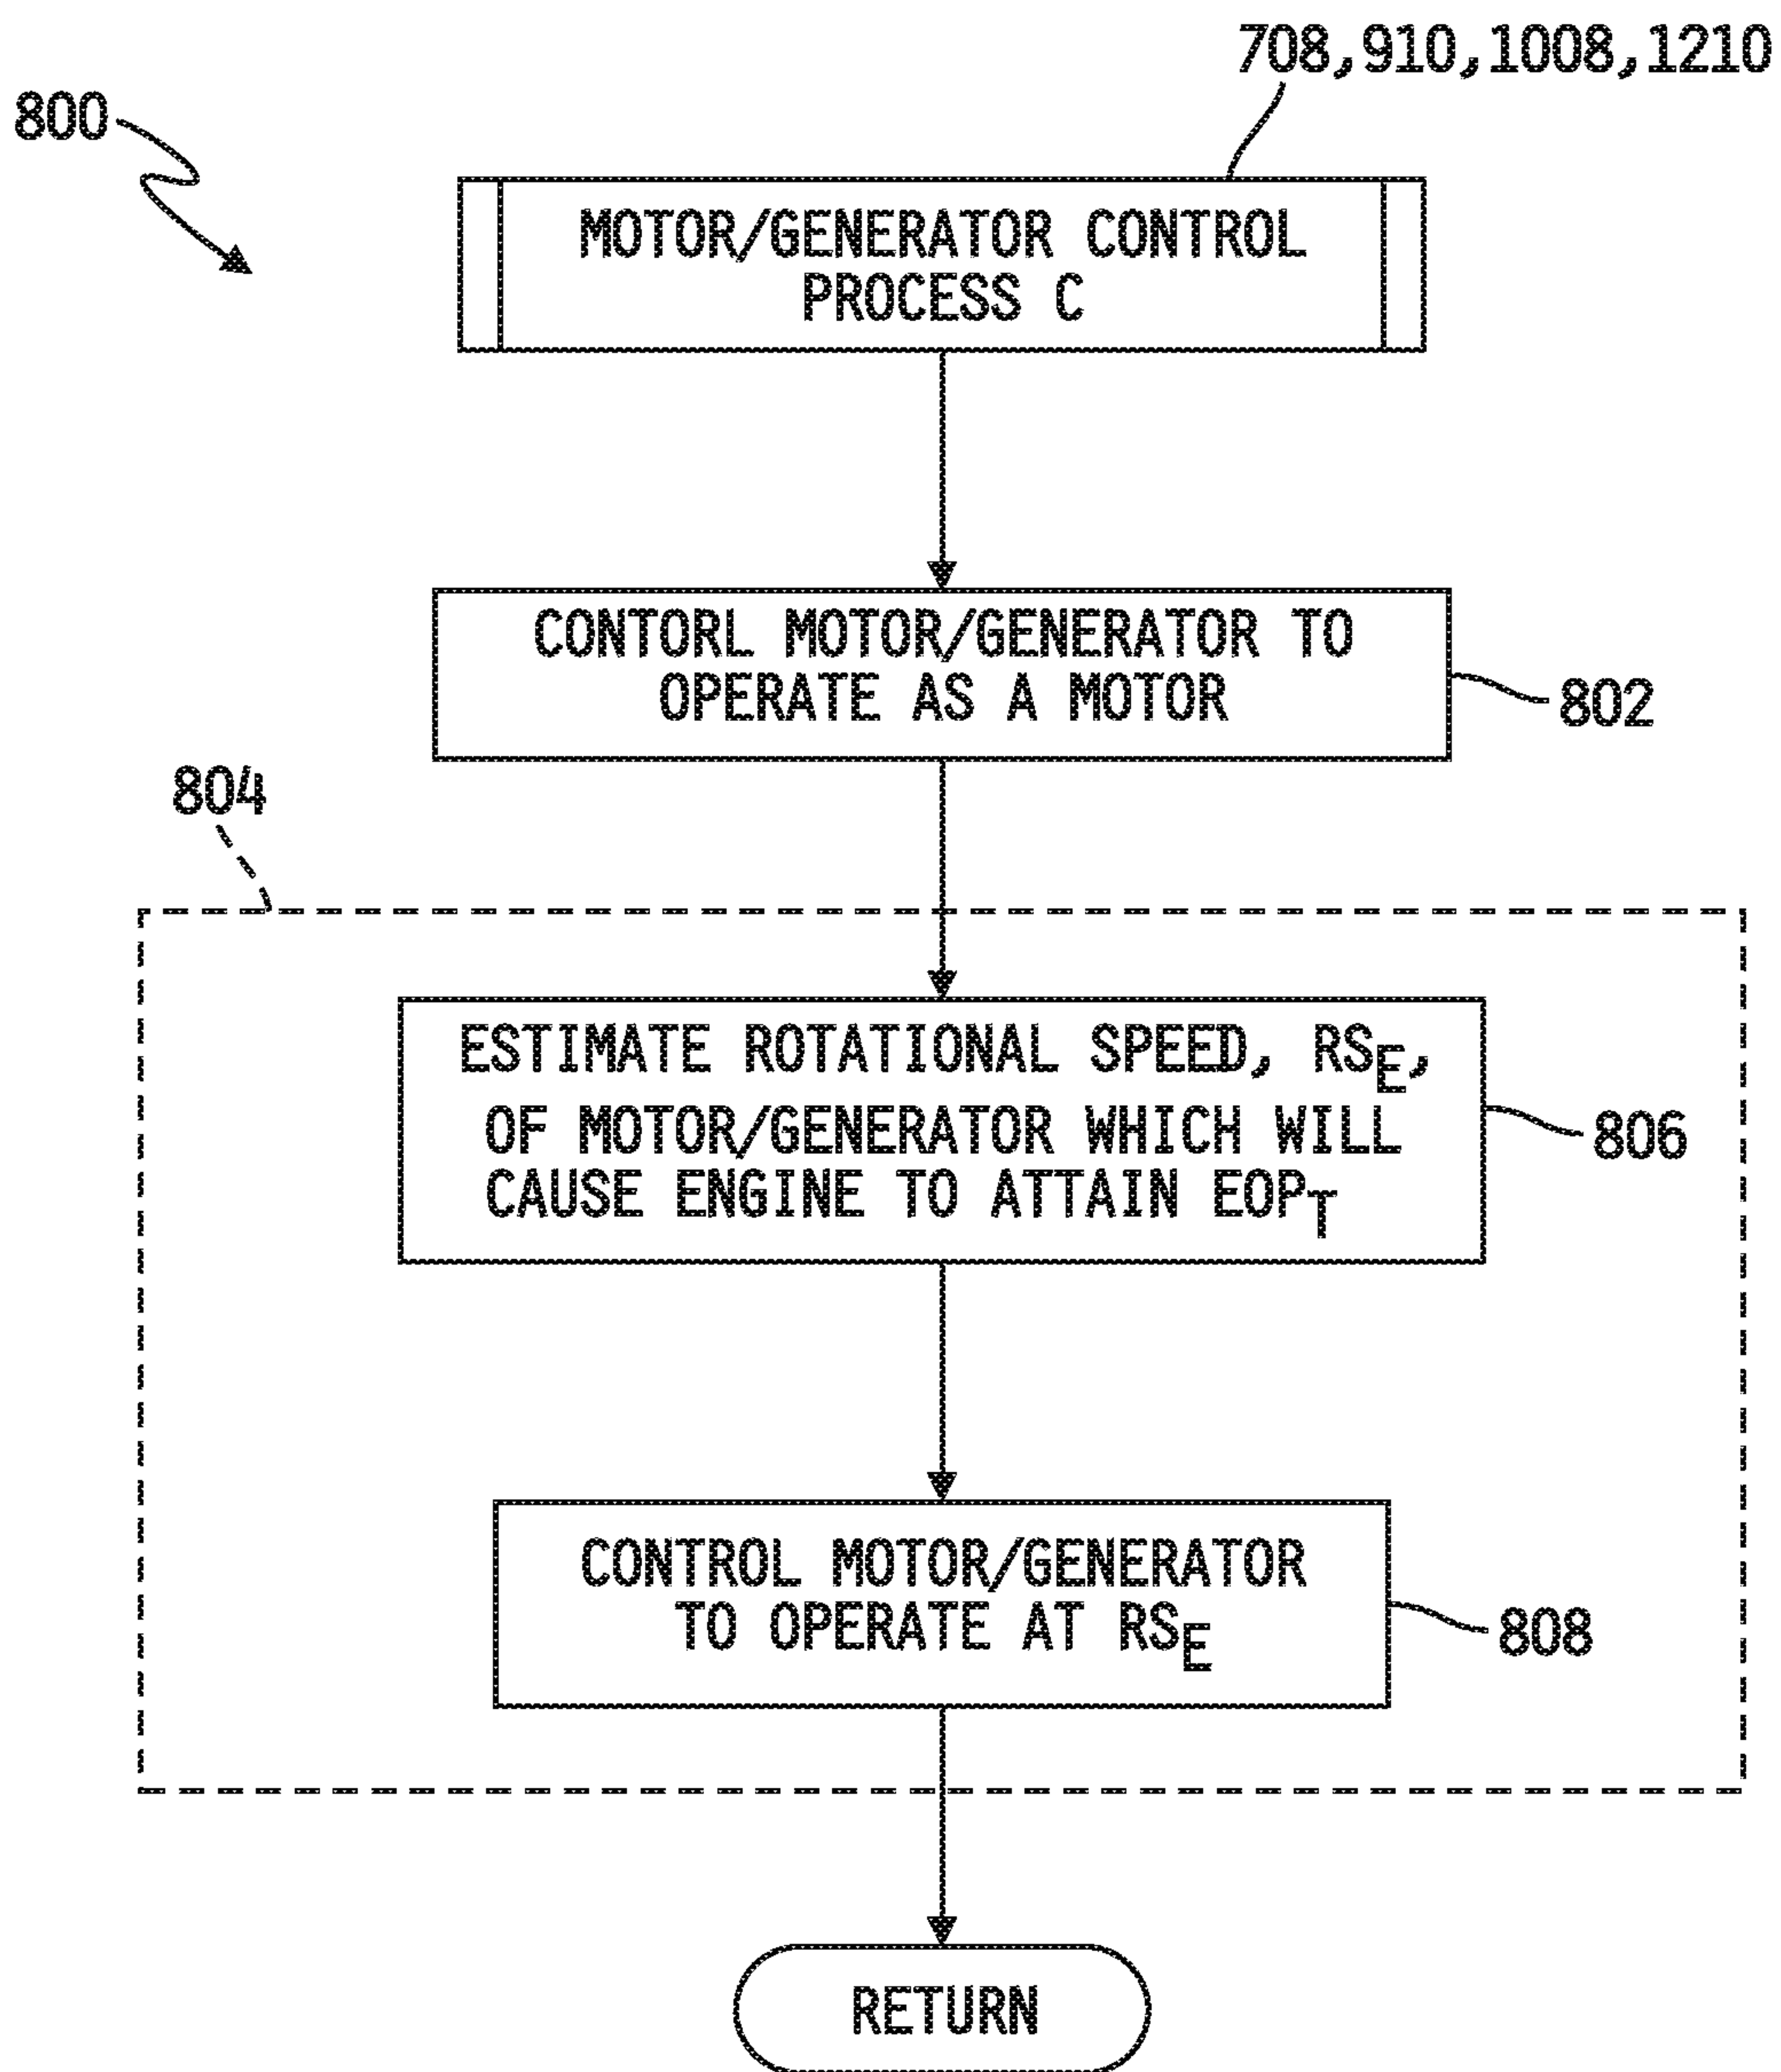 708,910,1008,1210
800
MOTOR/GENERATOR CONTROL
PROCESS C
CONTORL MOTOR/GENERATOR TO
OPERATE AS A MOTOR
802
804
ESTIMATE ROTATIONAL SPEED, RSE,
OF MOTOR/GENERATOR WHICH WILL
CAUSE ENGINE TO ATTAIN EOPT
806
CONTROL MOTOR/GENERATOR
TO OPERATE AT RSE
808
RETURN